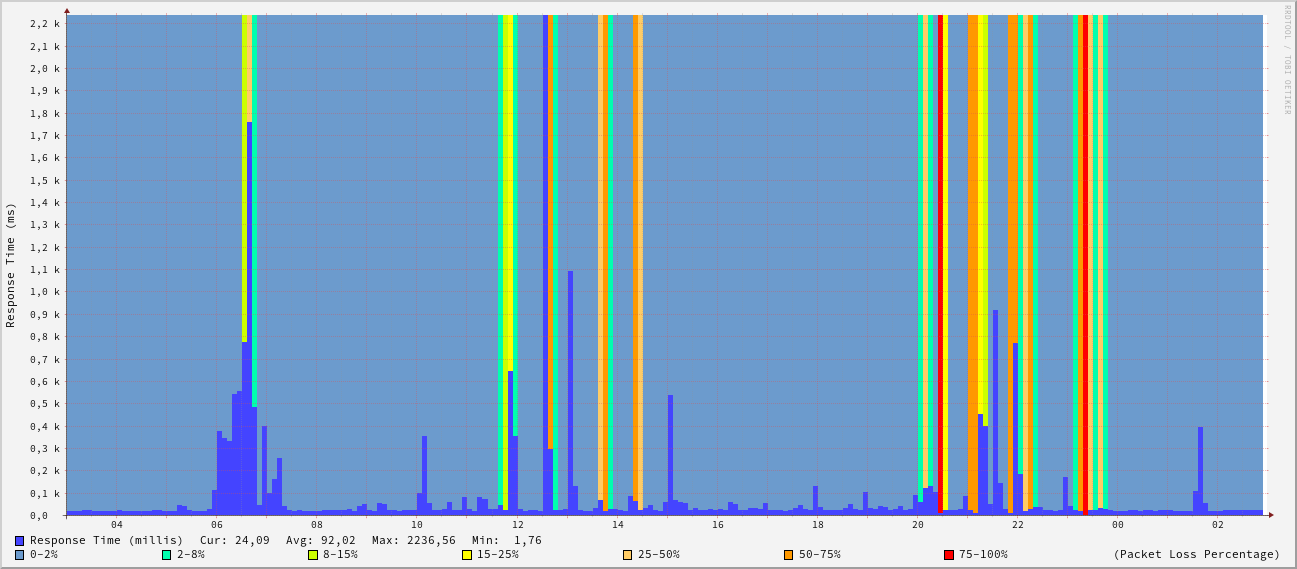 RRDTOOL / TOBI OETIKER
Response Time (ms)
2,2 k
2,1 k
2,0 k
1,9 k
1,8 k
1,7 k
1,6 k
1,5 k
1,4 k
1,3 k
1,2 k
1,1 k
1,0 k
0,9 k
0,8 k
0,7 k
0,6 k
0,5 k
0,4 k
0,3 k
0,2 k
0,1 k
0,0
04 06 08 10 12 14 16 18 20 22 00 02
Response Time (millis) Cur: 24,09 Avg: 92,02 Max: 2236,56 Min: 1,76
0-2% 2-8% 8-15% 15-25% 25-50% 50-75% 75-100% (Packet Loss Percentage)